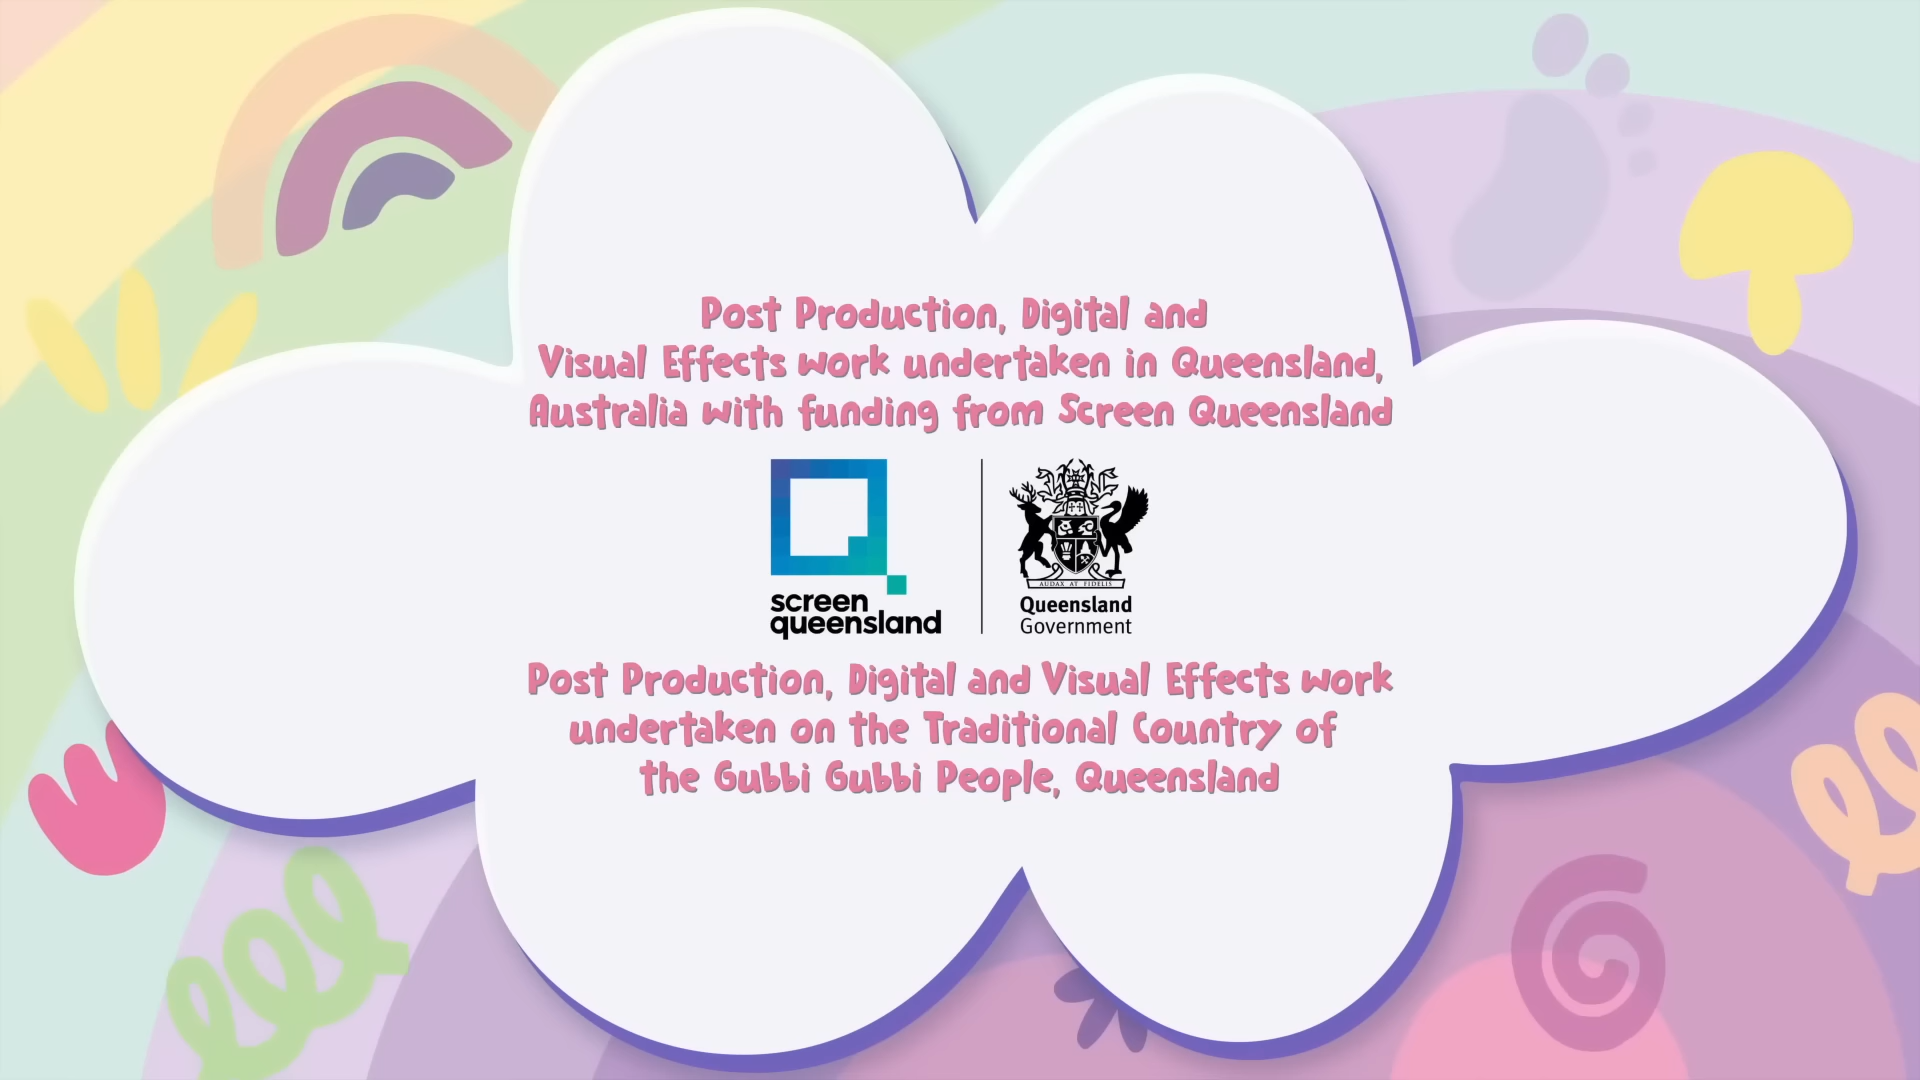 Post Production, Digital and
Visual Effects work undertaken in Queensland,
Australia with funding from Screen Queensland
screen
queensland
AUDAX AT FIDELIS
Queensland
Government
Post Production, Digital and Visual Effects work
undertaken on the Traditional Country of
the Gubbi Gubbi People, Queensland